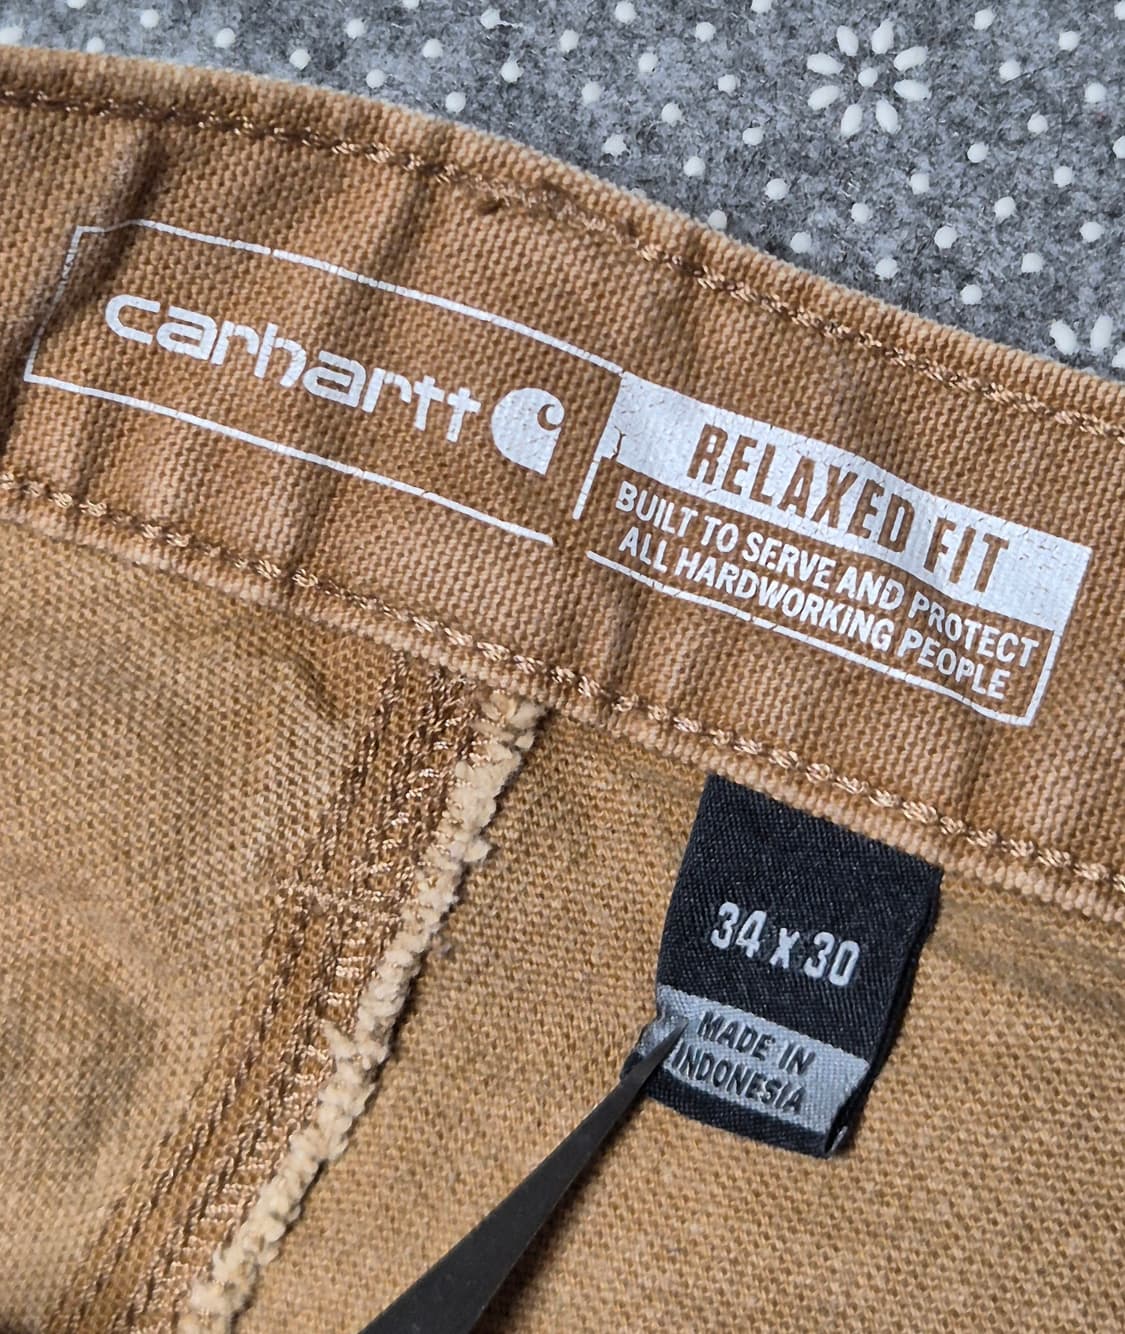 carhartt
RELAXED FIT
BUILT TO SERVE AND PROTECT
ALL HARDWORKING PEOPLE
34 x 30
MADE IN
INDONESIA